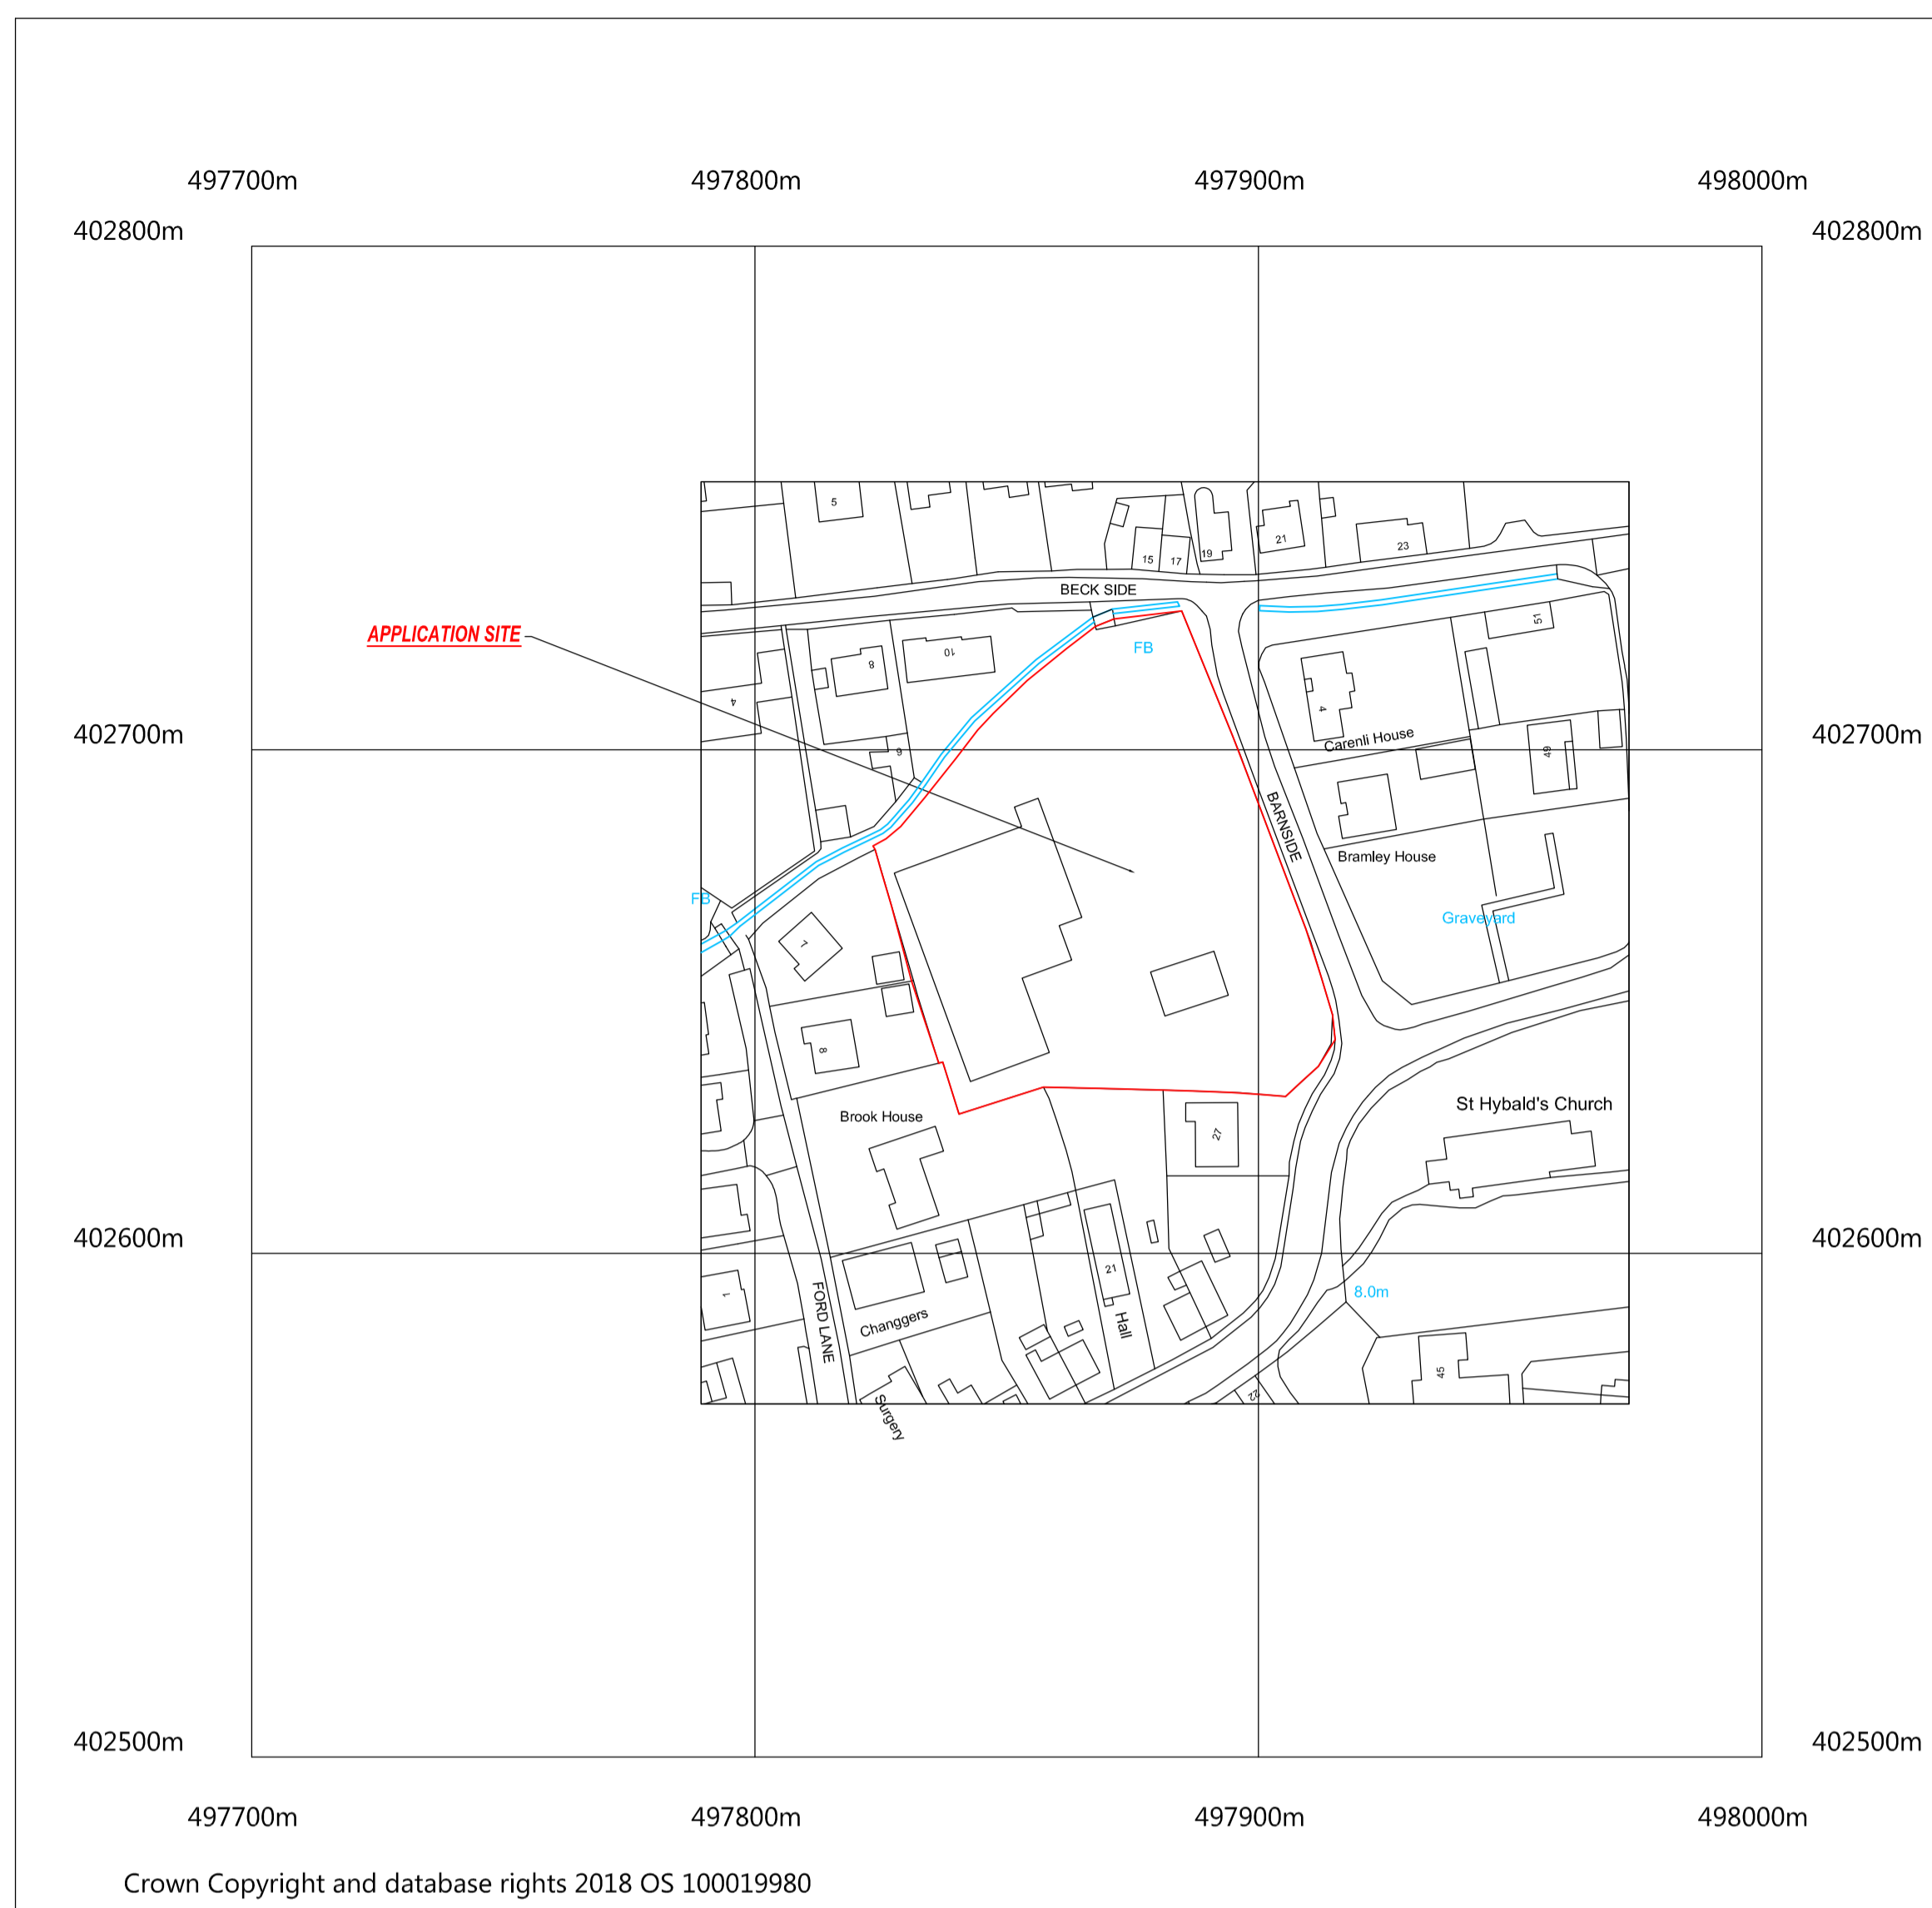 497700m 497800m 497900m 498000m
402800m 402800m
5
19
21
23
15
17
BECK SIDE
51
APPLICATION SITE
FB
8
10
4
4
6
402700m 402700m
Carenli House
49
BARNSIDE
Bramley House
FB
Graveyard
7
8
Brook House
St Hybald's Church
27
402600m 402600m
21
8.0m
1
FORD LANE
Changgers
Hall
45
22
Surgery
402500m 402500m
497700m 497800m 497900m 498000m
Crown Copyright and database rights 2018 OS 100019980